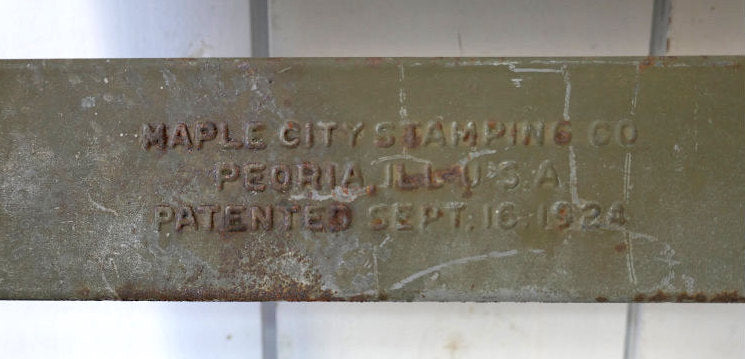 MAPLE CITY STAMPING CO
PEORIA, ILL. U.S.A.
PATENTED SEPT. 16. 1924